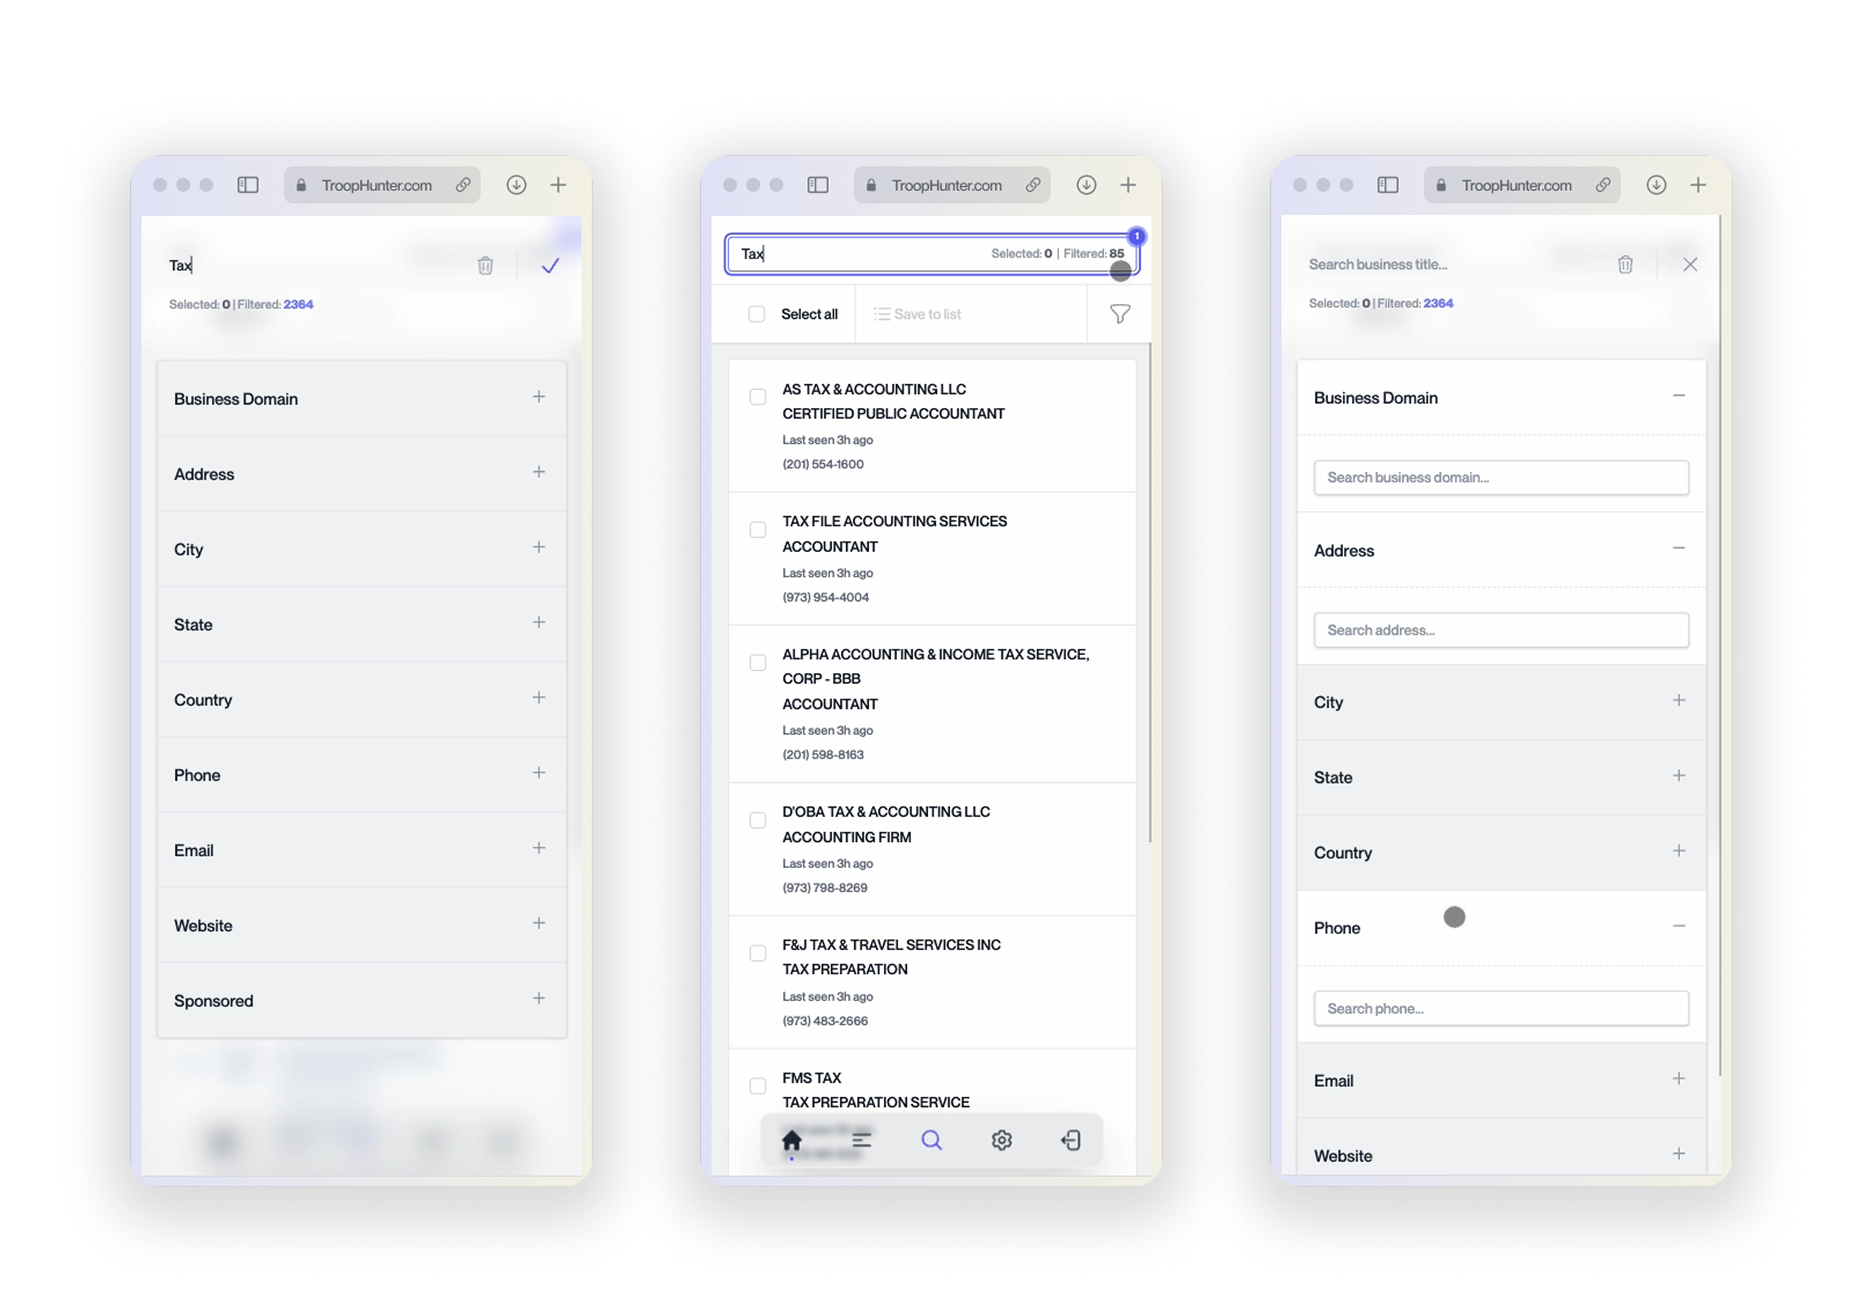 TroopHunter.com
Tax
Selected: 0 | Filtered: 2364
Business Domain
Address
City
State
Country
Phone
Email
Website
Sponsored
TroopHunter.com
1
Tax
Selected: 0 | Filtered: 85
Select all
Save to list
AS TAX & ACCOUNTING LLC
CERTIFIED PUBLIC ACCOUNTANT
Last seen 3h ago
(201) 554-1600
TAX FILE ACCOUNTING SERVICES
ACCOUNTANT
Last seen 3h ago
(973) 954-4004
ALPHA ACCOUNTING & INCOME TAX SERVICE,
CORP - BBB
ACCOUNTANT
Last seen 3h ago
(201) 598-8163
D'OBA TAX & ACCOUNTING LLC
ACCOUNTING FIRM
Last seen 3h ago
(973) 798-8269
F&J TAX & TRAVEL SERVICES INC
TAX PREPARATION
Last seen 3h ago
(973) 483-2666
FMS TAX
TAX PREPARATION SERVICE
TroopHunter.com
Search business title...
Selected: 0 | Filtered: 2364
Business Domain
Search business domain...
Address
Search address...
City
State
Country
Phone
Search phone...
Email
Website